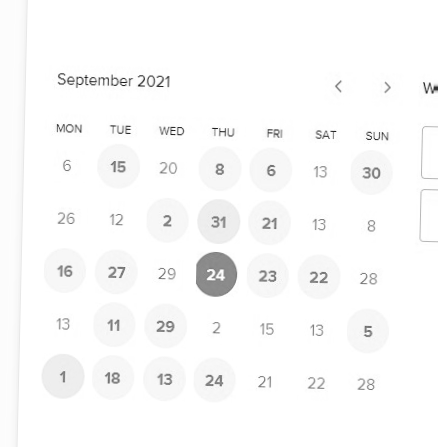 September 2021 < >
W
MON TUE WED THU FRI SAT SUN
6 15 20 8 6 13 30
26 12 2 31 21 13 8
16 27 29 24 23 22 28
13 11 29 2 15 13 5
1 18 13 24 21 22 28